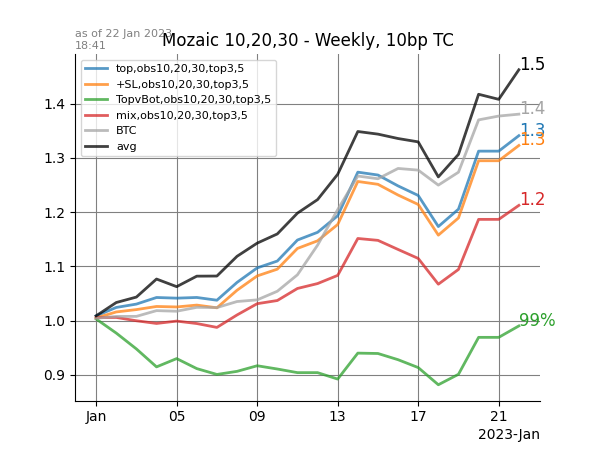 as of 22 Jan 2023
18:41
Mozaic 10,20,30 - Weekly, 10bp TC
top,obs10,20,30,top3,5
+SL,obs10,20,30,top3,5
TopvBot,obs10,20,30,top3,5
mix,obs10,20,30,top3,5
BTC
avg
1.5
1.4
1.3
1.3
1.2
99%
1.4
1.3
1.2
1.1
1.0
0.9
Jan 05 09 13 17 21
2023-Jan